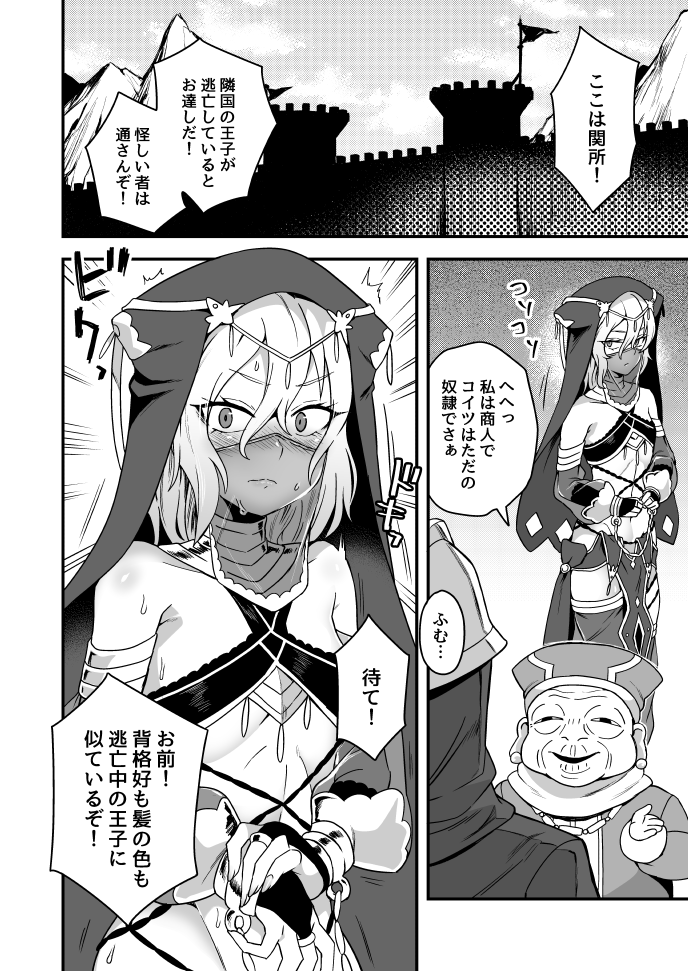 ここは関所！
隣国の王子が
逃亡していると
お達しだ！
怪しい者は
通さんぞ！
コソコソ
へへっ
私は商人で
コイツはただの
奴隷でさぁ
ふむ…
ビクッ
ドキッ
待て！
お前！
背格好も髪の色も
逃亡中の王子に
似ているぞ！